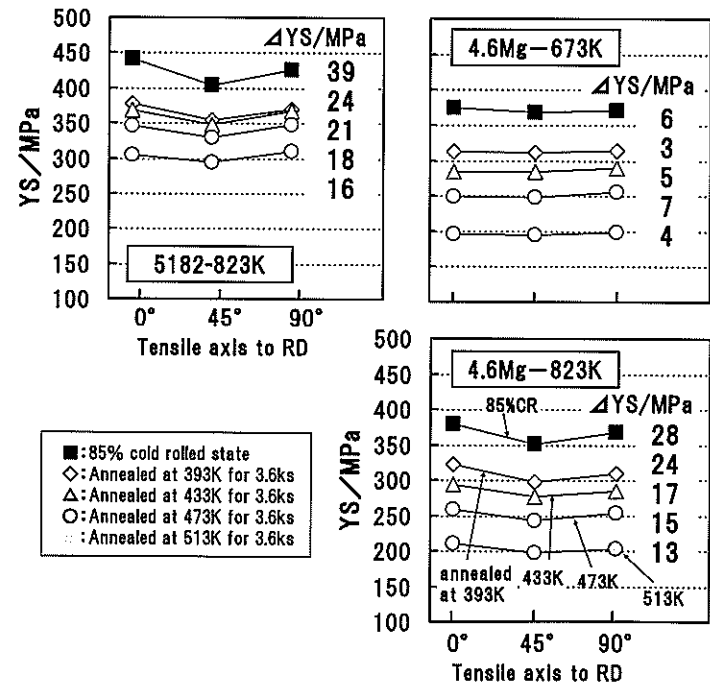 500
450
400
350
300
250
200
150
100
YS/MPa
⊿YS/MPa
39
24
21
18
16
5182-823K
0° 45° 90°
Tensile axis to RD
4.6Mg−673K
⊿YS/MPa
6
3
5
7
4
500
450
400
350
300
250
200
150
100
YS/MPa
4.6Mg−823K
85%CR
⊿YS/MPa
28
24
17
15
13
annealed
at 393K
433K
473K
513K
0° 45° 90°
Tensile axis to RD
■:85% cold rolled state
◇:Annealed at 393K for 3.6ks
△:Annealed at 433K for 3.6ks
○:Annealed at 473K for 3.6ks
:Annealed at 513K for 3.6ks